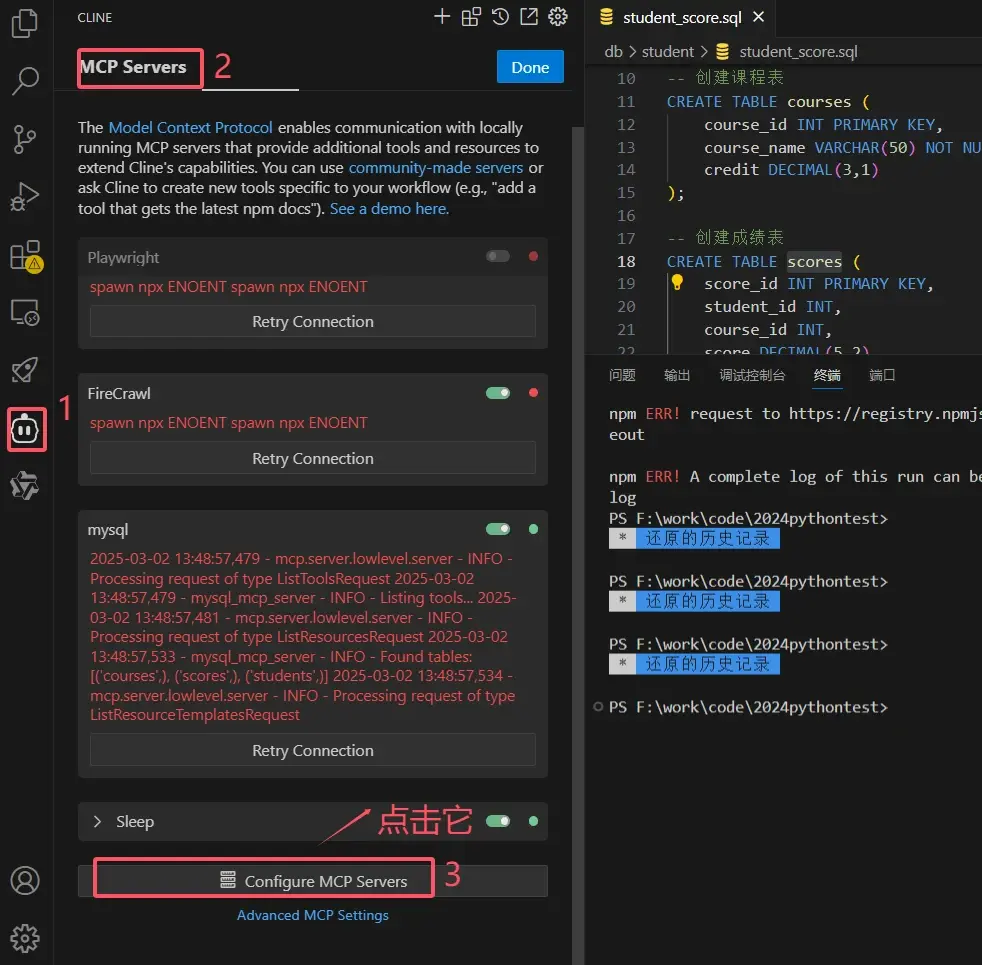 CLINE
MCP Servers
2
Done
The Model Context Protocol enables communication with locally
running MCP servers that provide additional tools and resources to
extend Cline's capabilities. You can use community-made servers or
ask Cline to create new tools specific to your workflow (e.g., "add a
tool that gets the latest npm docs"). See a demo here.
Playwright
spawn npx ENOENT spawn npx ENOENT
Retry Connection
1
FireCrawl
spawn npx ENOENT spawn npx ENOENT
Retry Connection
mysql
2025-03-02 13:48:57,479 - mcp.server.lowlevel.server - INFO -
Processing request of type ListToolsRequest 2025-03-02
13:48:57,479 - mysql_mcp_server - INFO - Listing tools... 2025-
03-02 13:48:57,481 - mcp.server.lowlevel.server - INFO -
Processing request of type ListResourcesRequest 2025-03-02
13:48:57,533 - mysql_mcp_server - INFO - Found tables:
[('courses',), ('scores',), ('students',)] 2025-03-02 13:48:57,534 -
mcp.server.lowlevel.server - INFO - Processing request of type
ListResourceTemplatesRequest
Retry Connection
Sleep
点击它
Configure MCP Servers
3
Advanced MCP Settings
student_score.sql
db > student > student_score.sql
10 -- 创建课程表
11 CREATE TABLE courses (
12 course_id INT PRIMARY KEY,
13 course_name VARCHAR(50) NOT NU
14 credit DECIMAL(3,1)
15 );
16
17 -- 创建成绩表
18 CREATE TABLE scores (
19 score_id INT PRIMARY KEY,
20 student_id INT,
21 course_id INT,
22 score DECIMAL(5,2)
问题 输出 调试控制台 终端 端口
npm ERR! request to https://registry.npmjs
eout
npm ERR! A complete log of this run can be
log
PS F:\work\code\2024pythontest>
* 还原的历史记录
PS F:\work\code\2024pythontest>
* 还原的历史记录
PS F:\work\code\2024pythontest>
* 还原的历史记录
PS F:\work\code\2024pythontest>